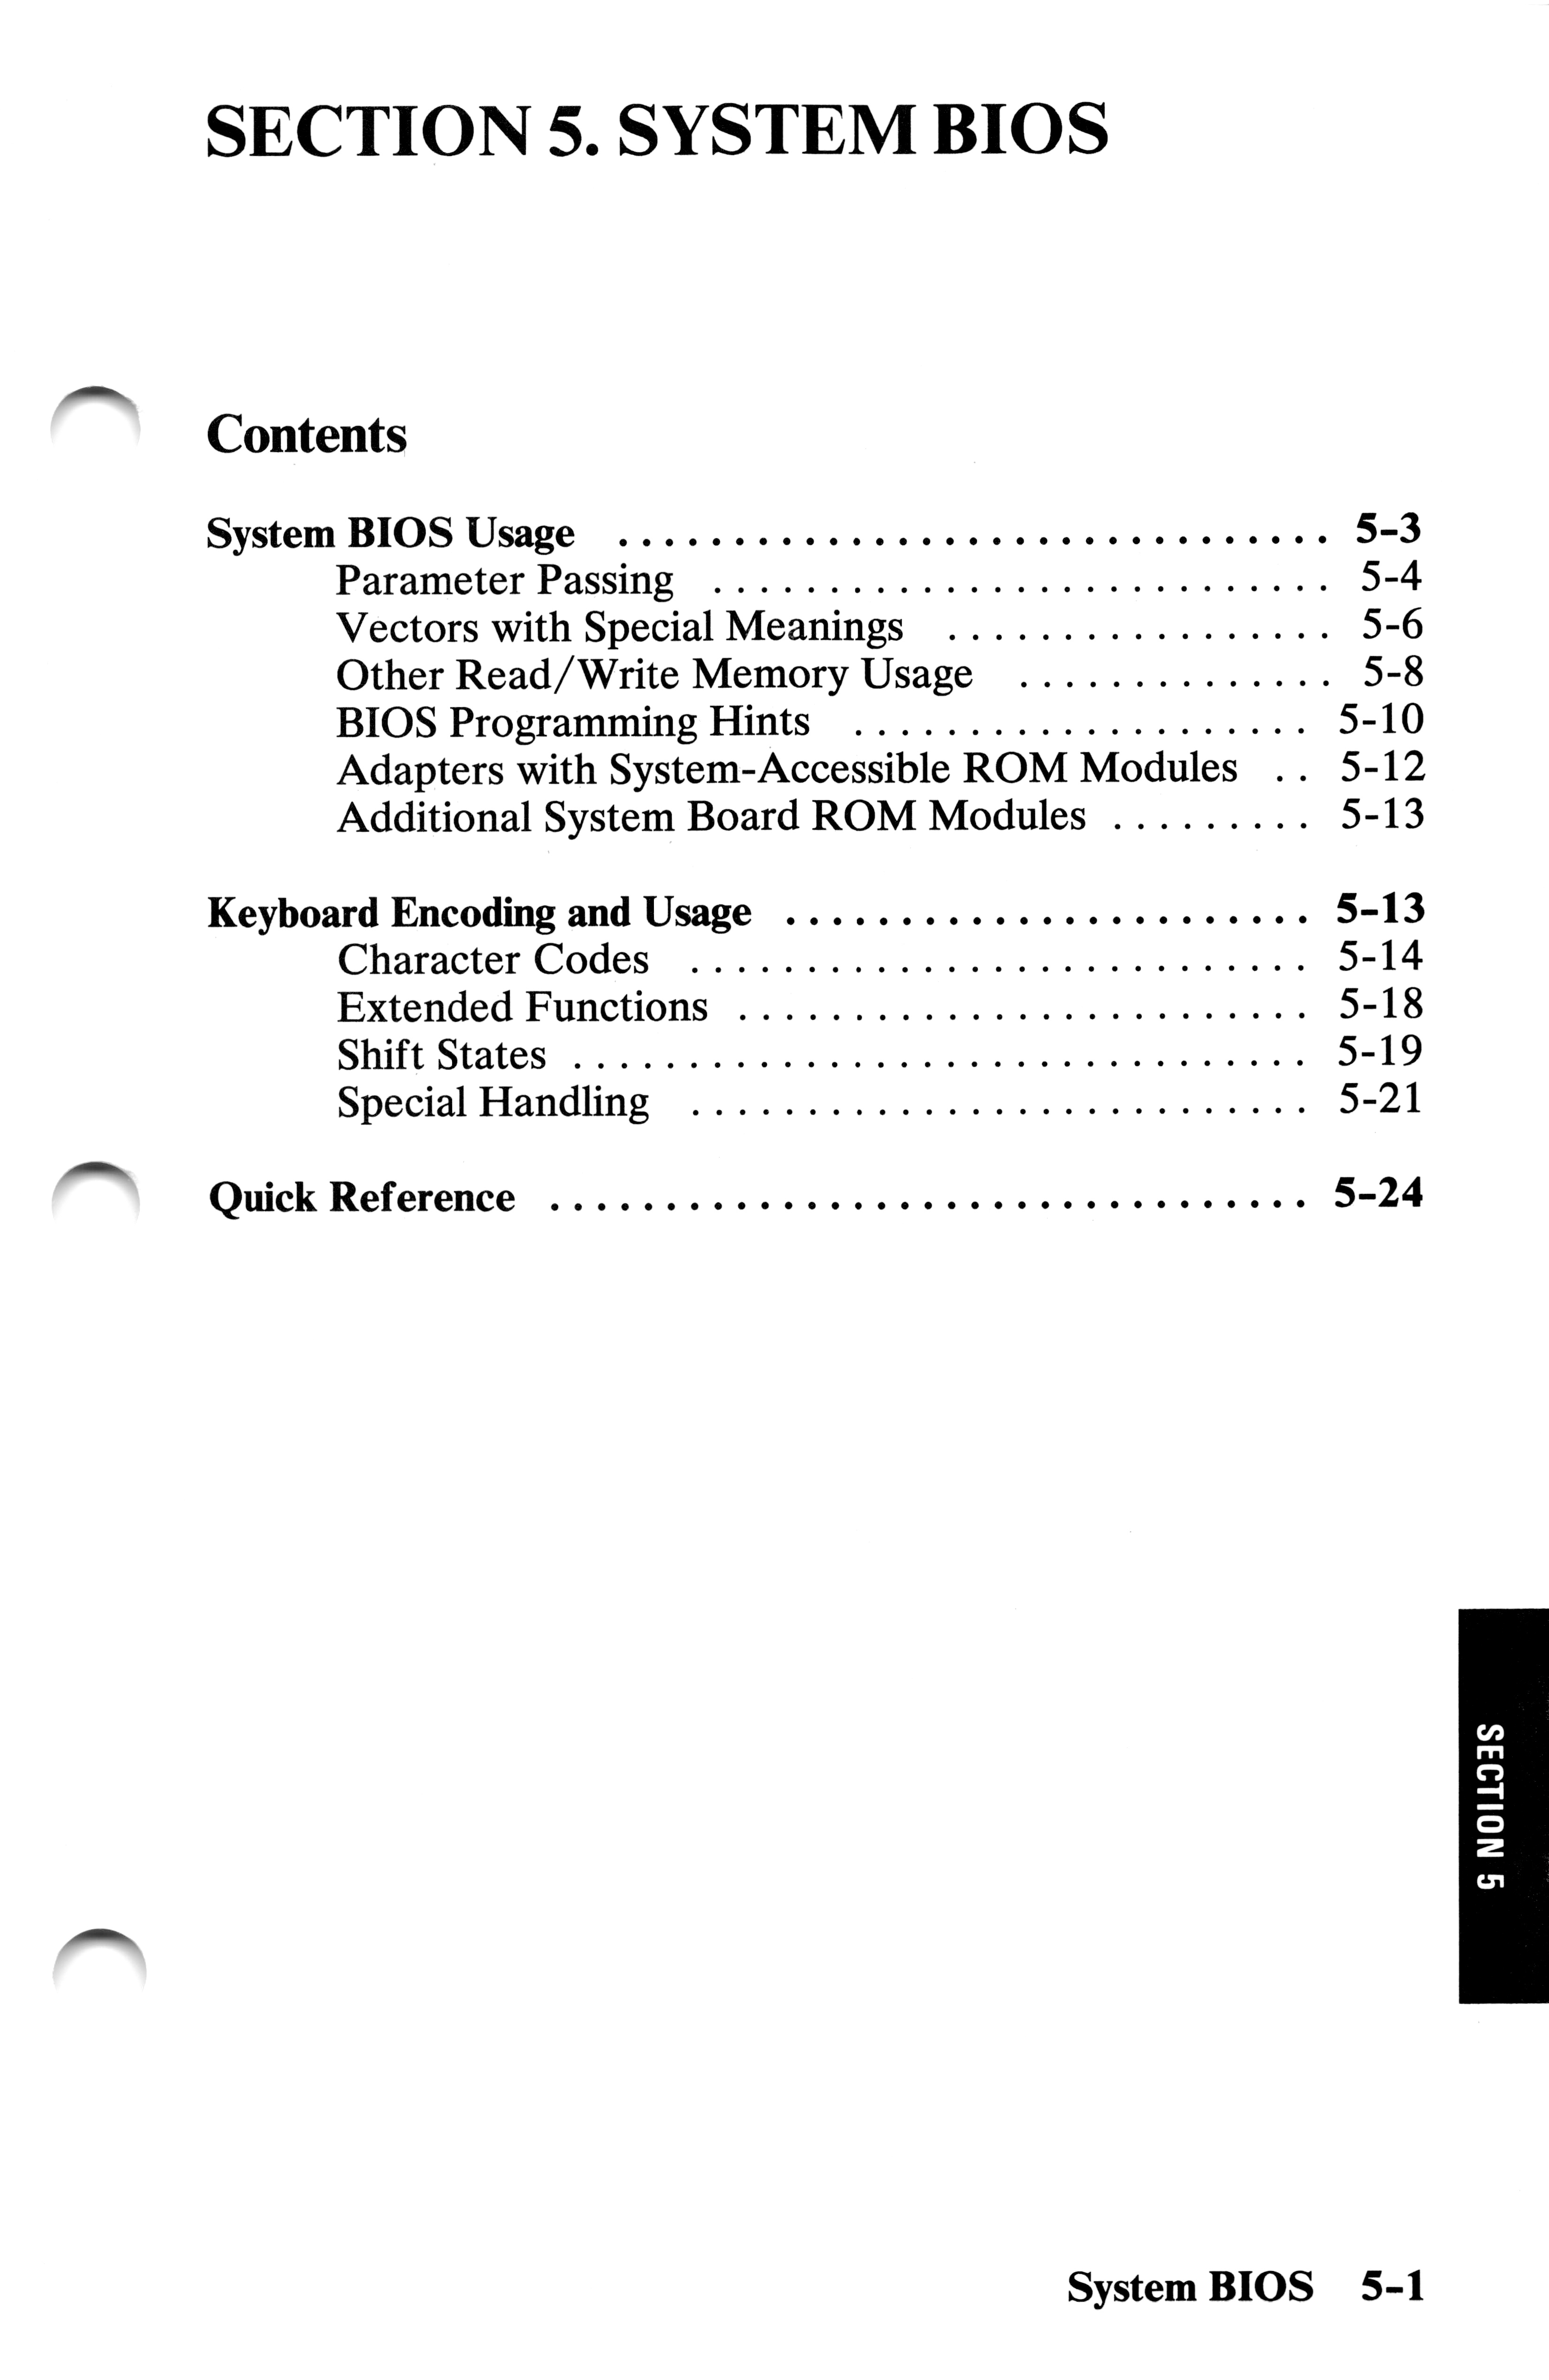 SECTION 5. SYSTEM BIOS
Contents
System BIOS Usage . . . . . . . . . . . . . . . . . . . . . . . . . . . . . . . 5-3
Parameter Passing . . . . . . . . . . . . . . . . . . . . . . . . . . . 5-4
Vectors with Special Meanings . . . . . . . . . . . . . . . . . 5-6
Other Read/Write Memory Usage . . . . . . . . . . . . . . 5-8
BIOS Programming Hints . . . . . . . . . . . . . . . . . . . . 5-10
Adapters with System-Accessible ROM Modules . . 5-12
Additional System Board ROM Modules . . . . . . . . . 5-13
Keyboard Encoding and Usage . . . . . . . . . . . . . . . . . . . . . . . 5-13
Character Codes . . . . . . . . . . . . . . . . . . . . . . . . . . . 5-14
Extended Functions . . . . . . . . . . . . . . . . . . . . . . . . . 5-18
Shift States . . . . . . . . . . . . . . . . . . . . . . . . . . . . . . . . 5-19
Special Handling . . . . . . . . . . . . . . . . . . . . . . . . . . . 5-21
Quick Reference . . . . . . . . . . . . . . . . . . . . . . . . . . . . . . . . . 5-24
SECTION 5
System BIOS 5-1